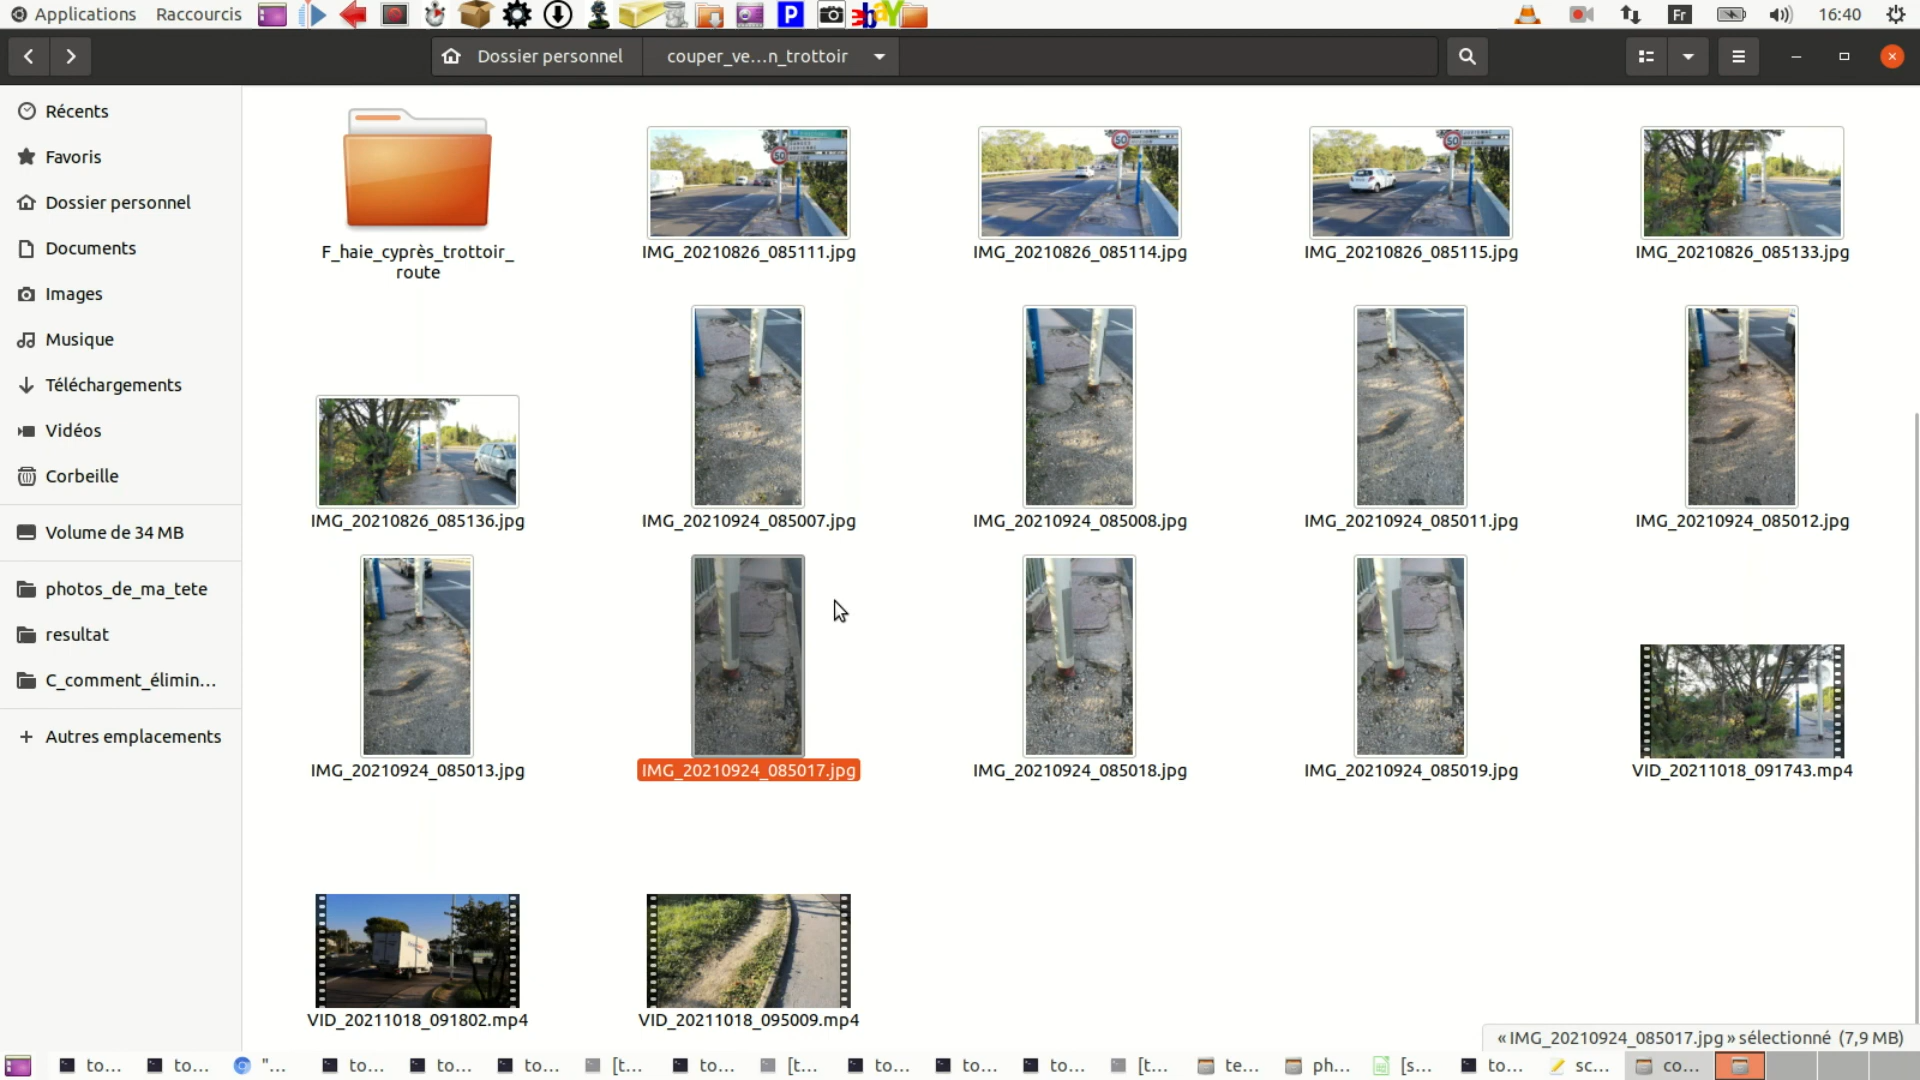 Applications Raccourcis P ebay Fr 16:40
Dossier personnel couper_ve...n_trottoir
Récents
Favoris
Dossier personnel
Documents
Images
Musique
Téléchargements
Vidéos
Corbeille
Volume de 34 MB
photos_de_ma_tete
resultat
C_comment_élimin...
+ Autres emplacements
50
50
50
F_haie_cyprès_trottoir_
route
IMG_20210826_085111.jpg
IMG_20210826_085114.jpg
IMG_20210826_085115.jpg
IMG_20210826_085133.jpg
IMG_20210826_085136.jpg
IMG_20210924_085007.jpg
IMG_20210924_085008.jpg
IMG_20210924_085011.jpg
IMG_20210924_085012.jpg
IMG_20210924_085013.jpg
IMG_20210924_085017.jpg
IMG_20210924_085018.jpg
IMG_20210924_085019.jpg
VID_20211018_091743.mp4
VID_20211018_091802.mp4
VID_20211018_095009.mp4
« IMG_20210924_085017.jpg » sélectionné (7,9 MB)
to... to... "... to... to... to... [t... to... [t... to... to... to... [t... te... ph... [s... to... sc... co...